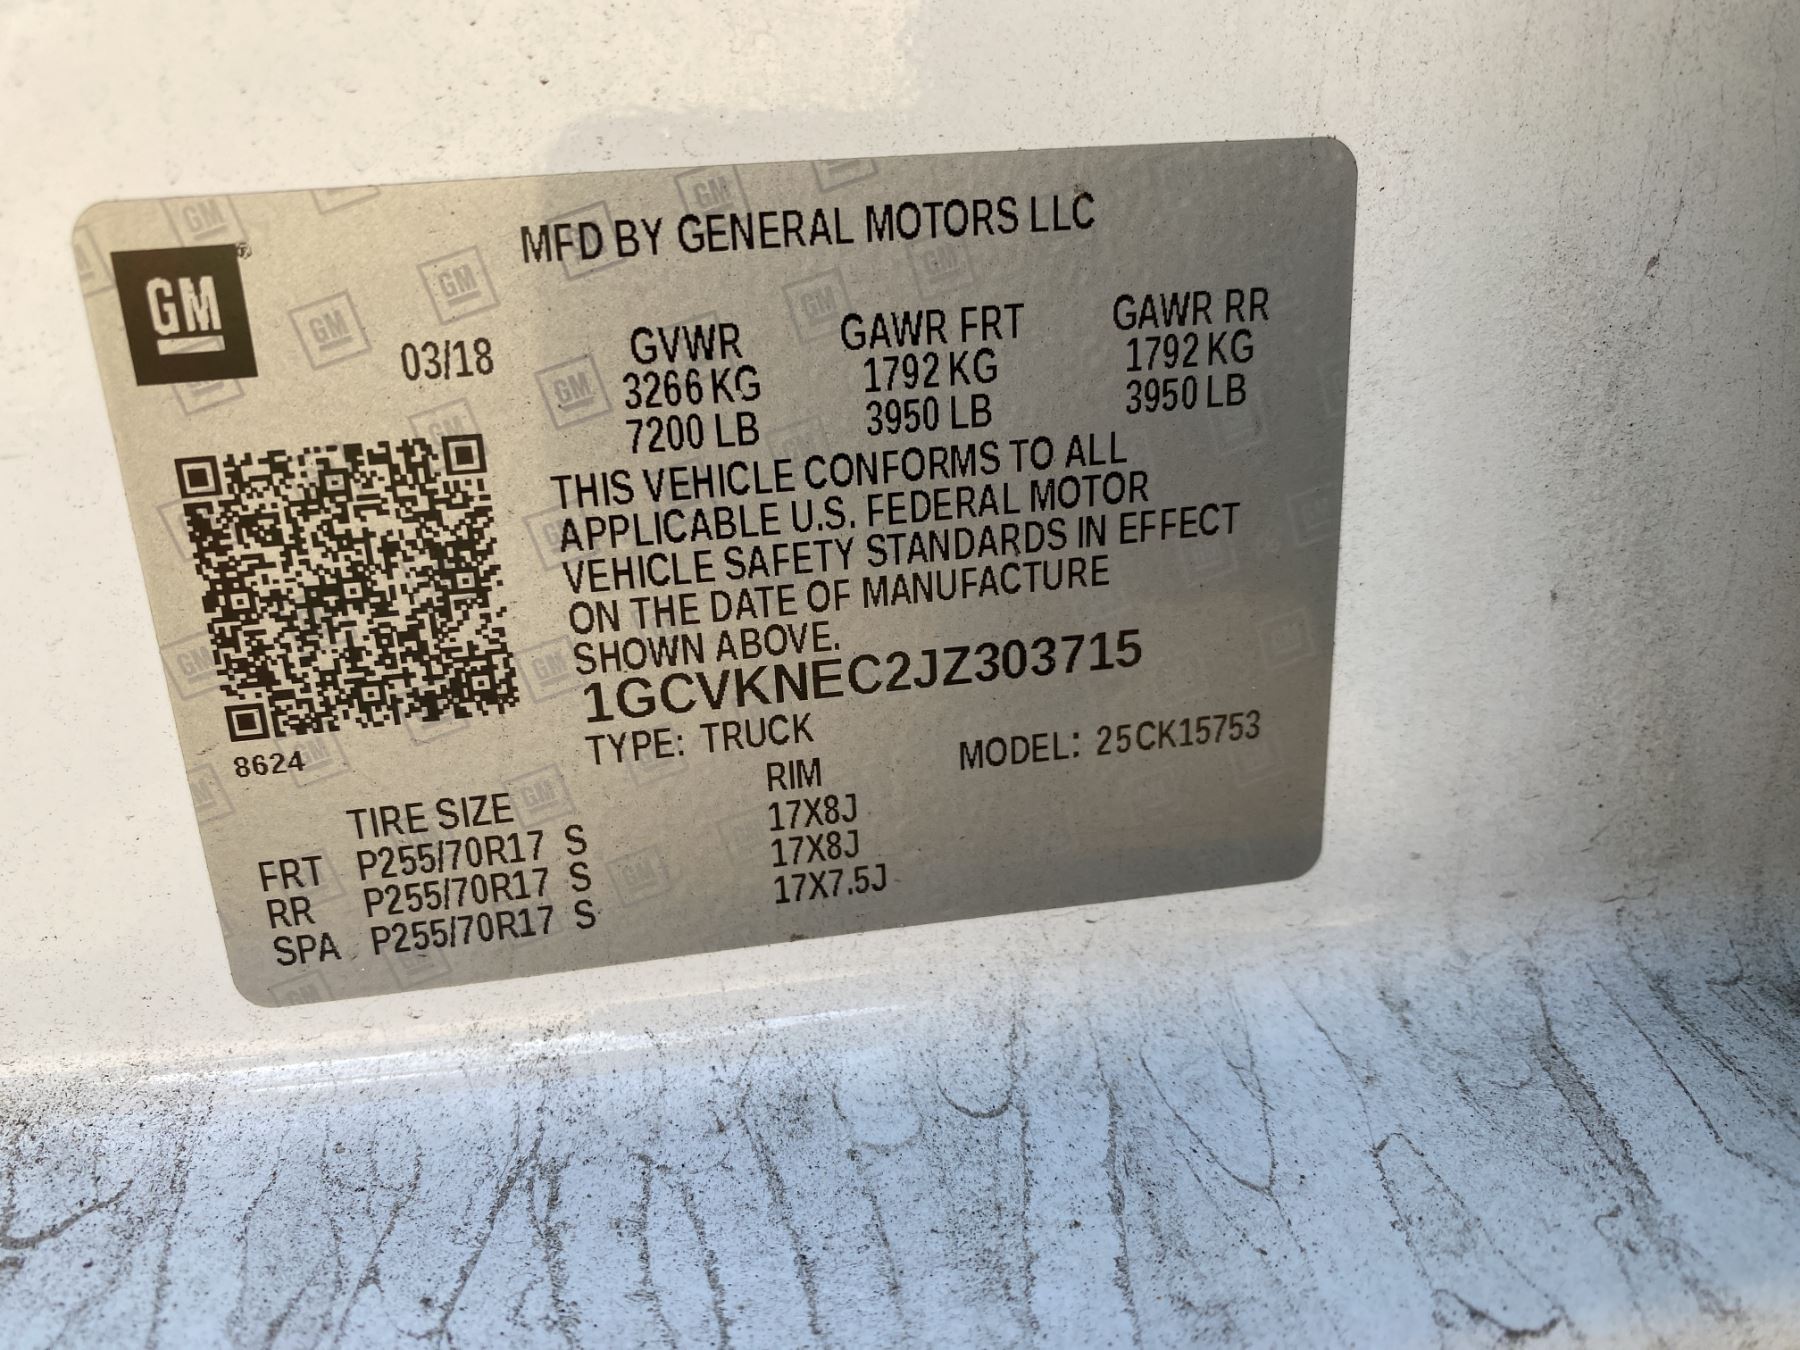 GM
MFD BY GENERAL MOTORS LLC
03/18
GVWR GAWR FRT GAWR RR
3266 KG 1792 KG 1792 KG
7200 LB 3950 LB 3950 LB
THIS VEHICLE CONFORMS TO ALL
APPLICABLE U.S. FEDERAL MOTOR
VEHICLE SAFETY STANDARDS IN EFFECT
ON THE DATE OF MANUFACTURE
SHOWN ABOVE.
1GCVKNEC2JZ303715
8624
TYPE: TRUCK MODEL: 25CK15753
TIRE SIZE RIM
FRT P255/70R17 S 17X8J
RR P255/70R17 S 17X8J
SPA P255/70R17 S 17X7.5J